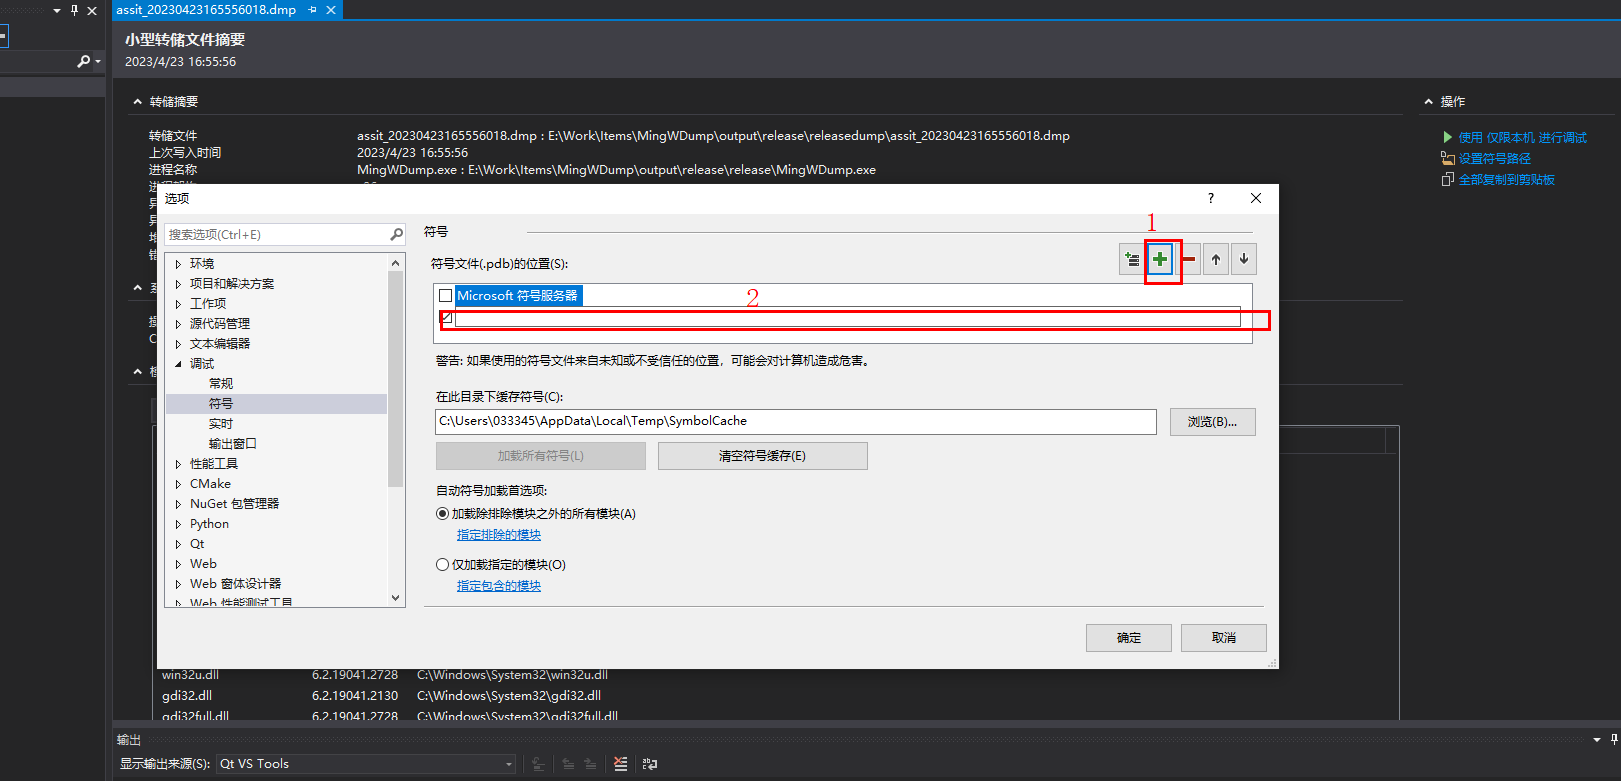 assit_20230423165556018.dmp
小型转储文件摘要
2023/4/23 16:55:56
转储摘要
操作
转储文件 assit_20230423165556018.dmp : E:\Work\Items\MingWDump\output\release\releasedump\assit_20230423165556018.dmp
使用 仅限本机 进行调试
上次写入时间 2023/4/23 16:55:56
设置符号路径
进程名称 MingWDump.exe : E:\Work\Items\MingWDump\output\release\release\MingWDump.exe
全部复制到剪贴板
选项
?
搜索选项(Ctrl+E)
环境
项目和解决方案
工作项
源代码管理
文本编辑器
调试
常规
符号
实时
输出窗口
性能工具
CMake
NuGet 包管理器
Python
Qt
Web
Web 窗体设计器
Web 性能测试工具
符号
1
符号文件(.pdb)的位置(S):
Microsoft 符号服务器
2
警告: 如果使用的符号文件来自未知或不受信任的位置，可能会对计算机造成危害。
在此目录下缓存符号(C):
C:\Users\033345\AppData\Local\Temp\SymbolCache
浏览(B)...
加载所有符号(L)
清空符号缓存(E)
自动符号加载首选项:
加载除排除模块之外的所有模块(A)
指定排除的模块
仅加载指定的模块(O)
指定包含的模块
确定
取消
win32u.dll 6.2.19041.2728 C:\Windows\System32\win32u.dll
gdi32.dll 6.2.19041.2130 C:\Windows\System32\gdi32.dll
gdi32full.dll 6.2.19041.2728 C:\Windows\System32\gdi32full.dll
输出
显示输出来源(S): Qt VS Tools